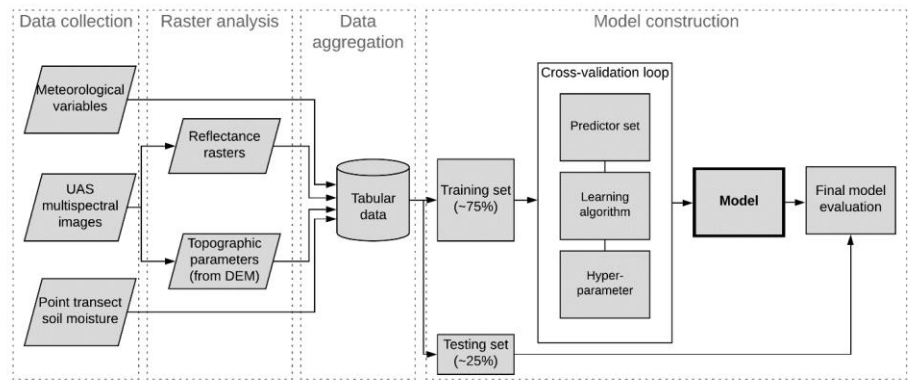 Data collection
Raster analysis
Data
aggregation
Model construction
Meteorological
variables
UAS
multispectral
images
Point transect
soil moisture
Reflectance
rasters
Topographic
parameters
(from DEM)
Tabular
data
Training set
(~75%)
Testing set
(~25%)
Cross-validation loop
Predictor set
Learning
algorithm
Hyper-
parameter
Model
Final model
evaluation